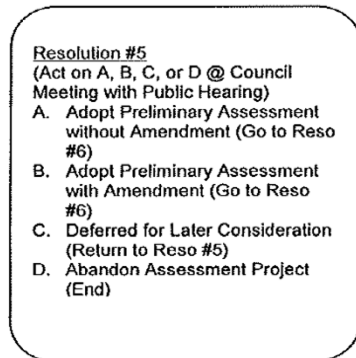 Resolution #5
(Act on A, B, C, or D @ Council
Meeting with Public Hearing)
A. Adopt Preliminary Assessment
without Amendment (Go to Reso
#6)
B. Adopt Preliminary Assessment
with Amendment (Go to Reso
#6)
C. Deferred for Later Consideration
(Return to Reso #5)
D. Abandon Assessment Project
(End)